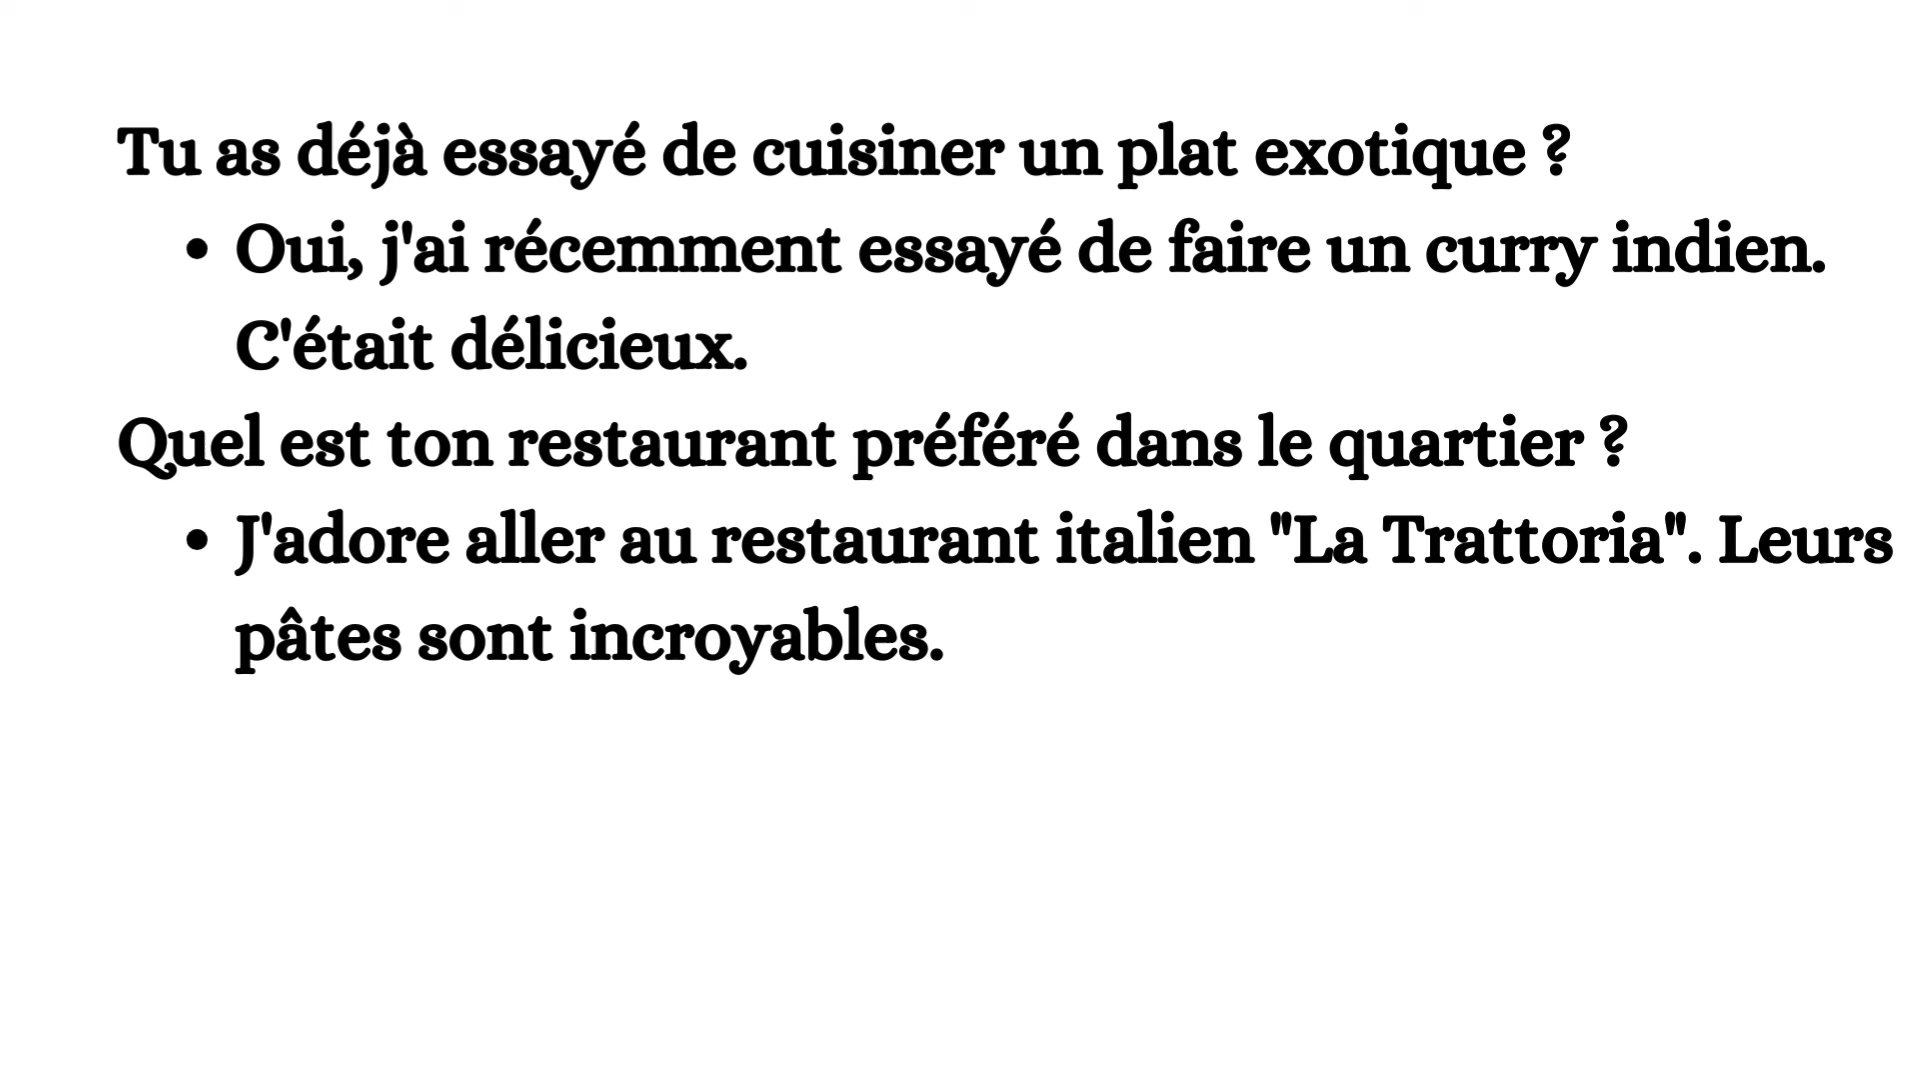 Tu as déjà essayé de cuisiner un plat exotique ?
• Oui, j'ai récemment essayé de faire un curry indien.
C'était délicieux.
Quel est ton restaurant préféré dans le quartier ?
• J'adore aller au restaurant italien "La Trattoria". Leurs
pâtes sont incroyables.